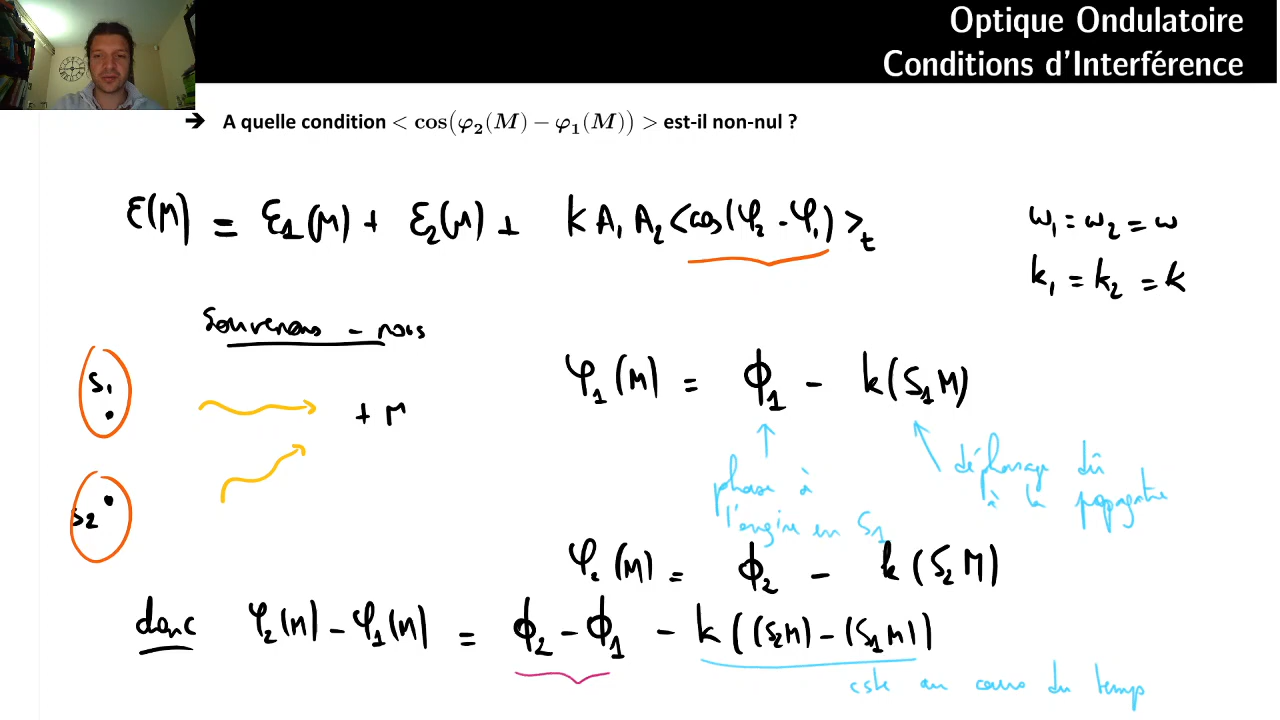 Optique Ondulatoire
Conditions d'Interférence
➔ A quelle condition < cos(φ₂(M) − φ₁(M)) > est-il non-nul ?
ℰ(M) = ℰ₁(M) + ℰ₂(M) + k A₁ A₂ <cos(φ₂ - φ₁)>ₜ
ω₁ = ω₂ = ω
k₁ = k₂ = k
Souvenons-nous
S₁
+ M
φ₁(M) = ϕ₁ - k(S₁M)
phase à
l'origine en S₁
déphasage dû
à la propagation
S₂
φ₂(M) = ϕ₂ - k(S₂M)
donc φ₂(M) - φ₁(M) = ϕ₂ - ϕ₁ - k((S₂M) - (S₁M))
cste au cours du temps